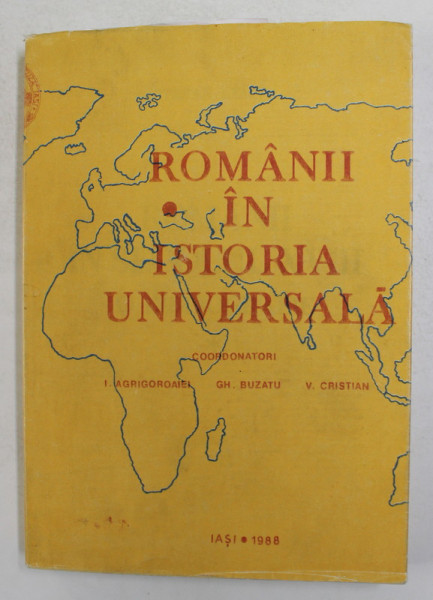 ROMÂNII
ÎN
ISTORIA
UNIVERSALĂ
COORDONATORI
I. AGRIGOROAIEI GH. BUZATU V. CRISTIAN
IAŞI • 1988